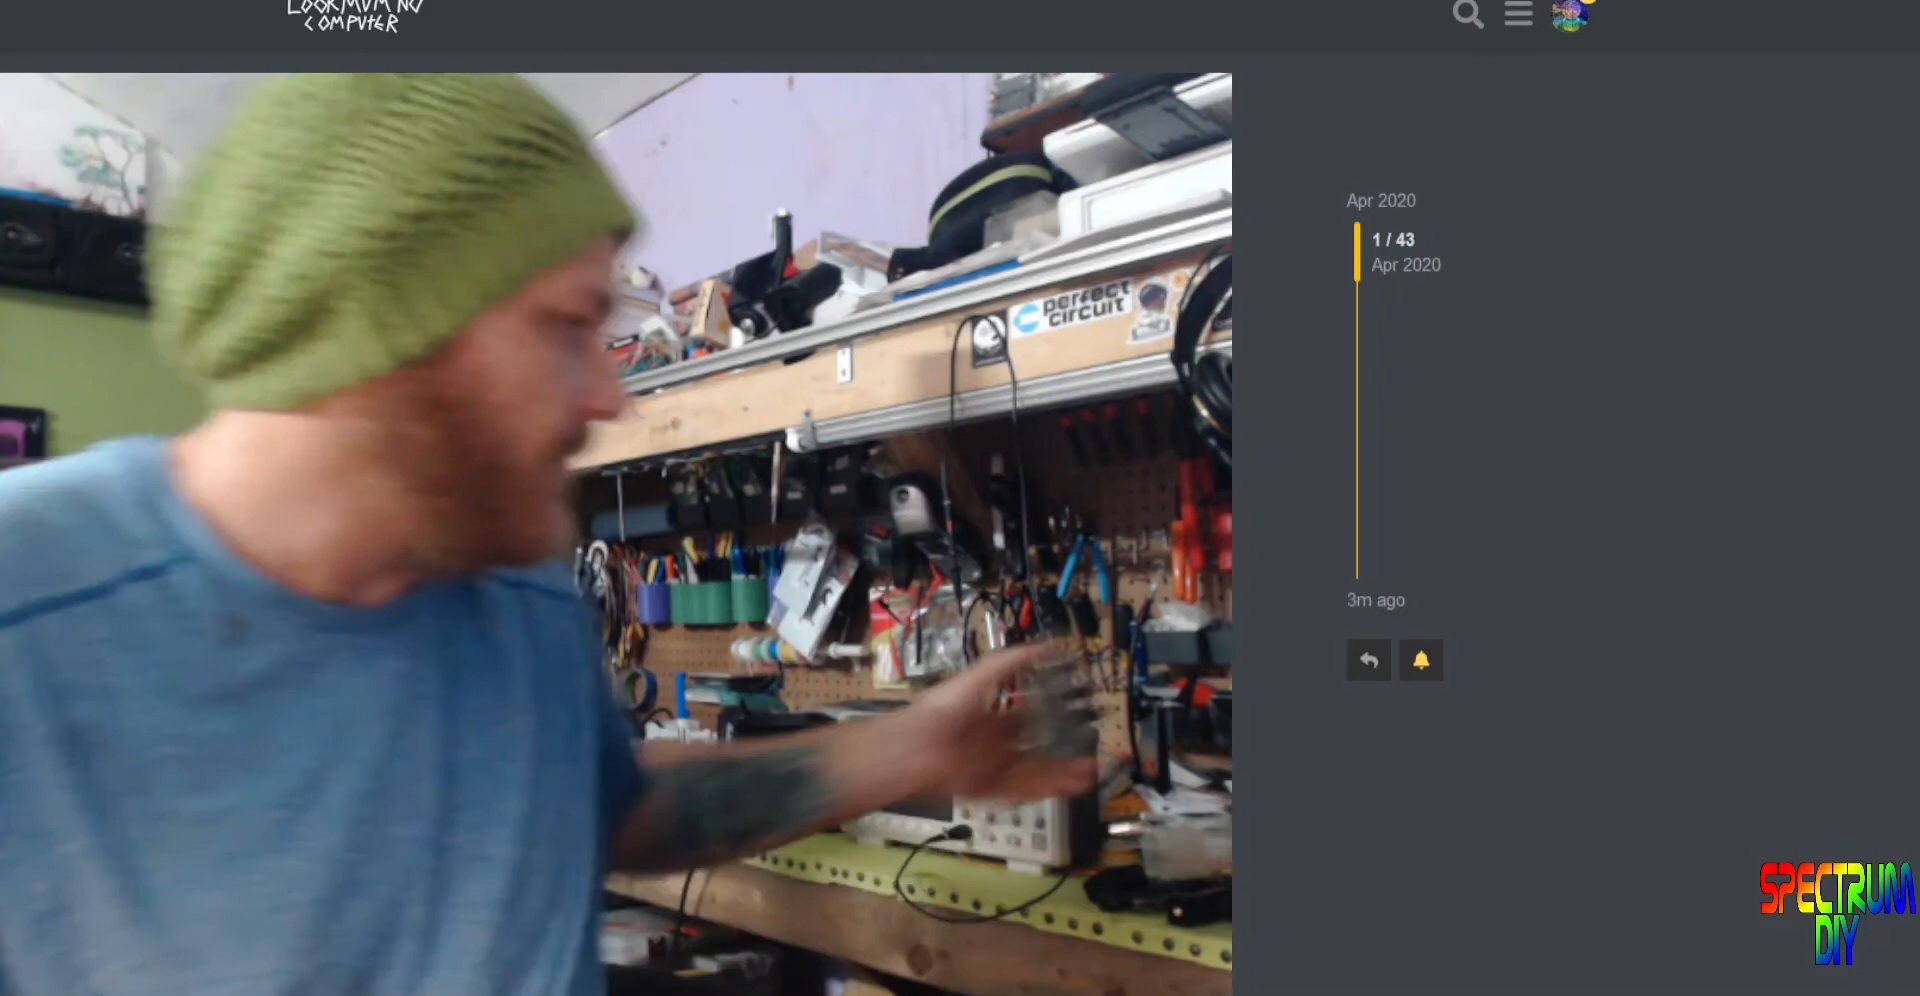 LOOK MUM NO
COMPUTER
Apr 2020
1 / 43
Apr 2020
perfect
circuit
3m ago
SPECTRUM
DIY